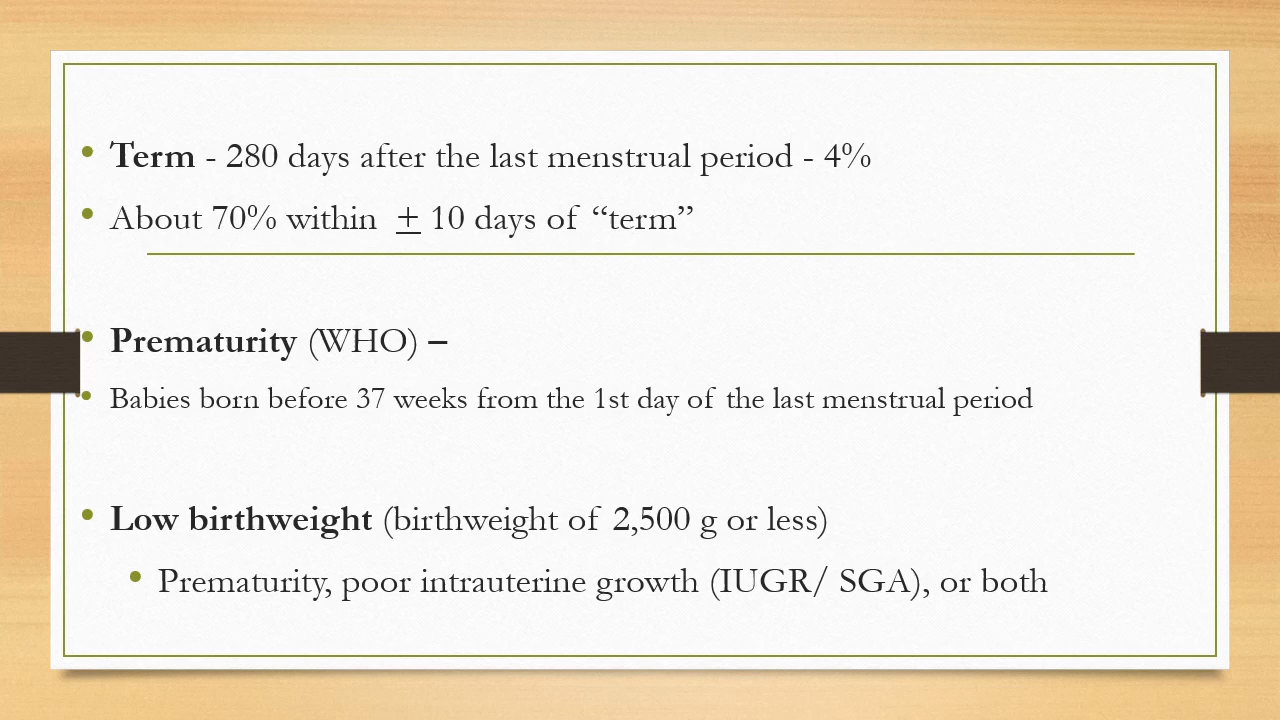 • Term - 280 days after the last menstrual period - 4%
• About 70% within ± 10 days of “term”
• Prematurity (WHO) –
• Babies born before 37 weeks from the 1st day of the last menstrual period
• Low birthweight (birthweight of 2,500 g or less)
• Prematurity, poor intrauterine growth (IUGR/ SGA), or both